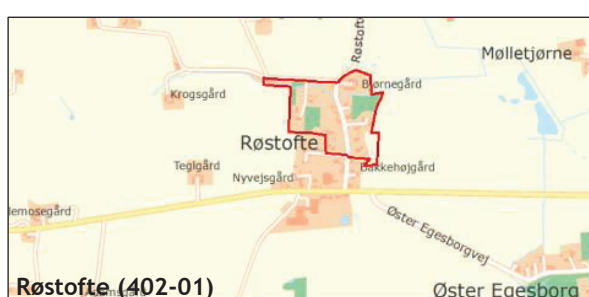 Røstofte
Mølletjørne
Bjørnegård
Krogsgård
Røstofte
Teglgård
Bakkehøjgård
Nyvejsgård
lemosegård
Øster Egesborgvej
Røstofte (402-01)
Øster Egesborg